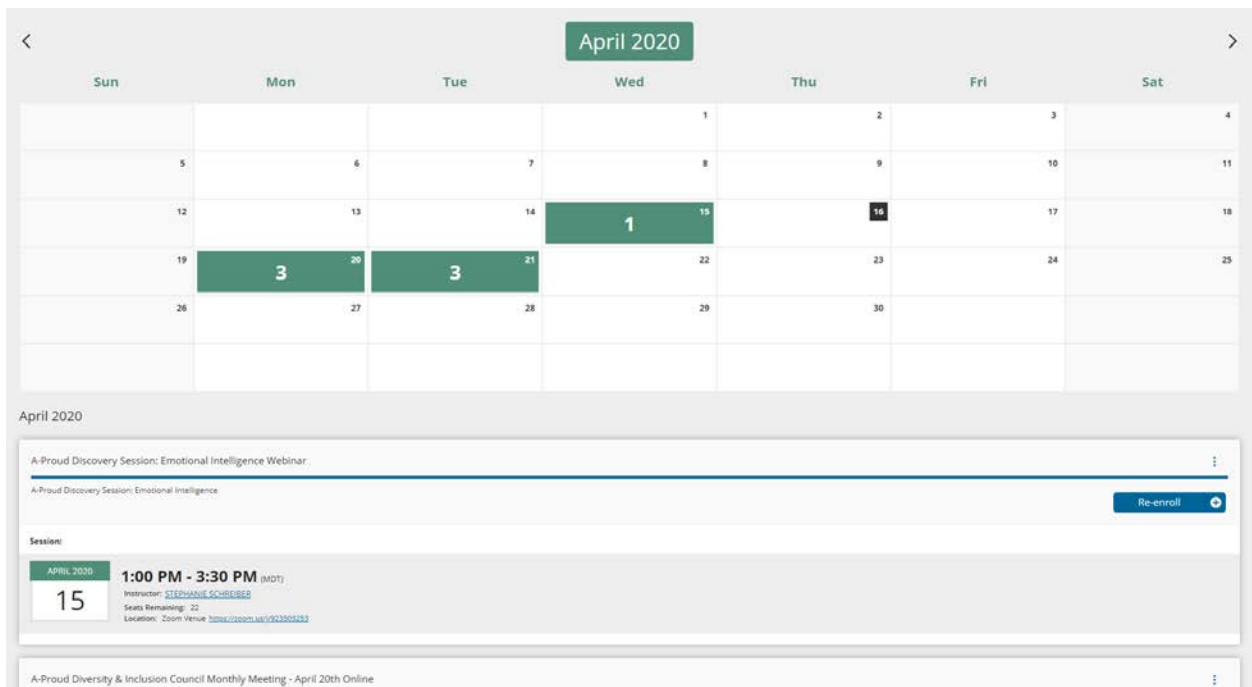 April 2020
Sun Mon Tue Wed Thu Fri Sat
1 2 3 4
5 6 7 8 9 10 11
12 13 14 1 15 16 17 18
19 3 20 3 21 22 23 24 25
26 27 28 29 30
April 2020
A-Proud Discovery Session: Emotional Intelligence Webinar
A-Proud Discovery Session: Emotional Intelligence
Re-enroll
Session:
APRIL 2020
15
1:00 PM - 3:30 PM (MDT)
Instructor: STEPHANIE SCHREIBER
Seats Remaining: 22
Location: Zoom Venue
A-Proud Diversity & Inclusion Council Monthly Meeting - April 20th Online